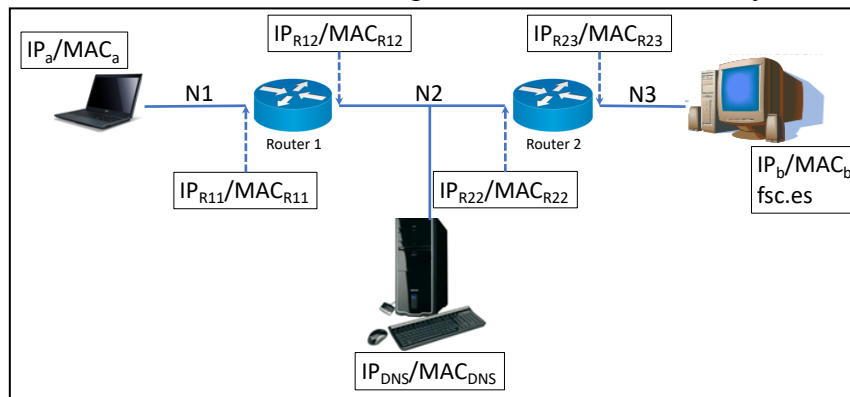 IPa/MACa
IPR12/MACR12
IPR23/MACR23
N1
N2
N3
Router 1
Router 2
IPR11/MACR11
IPR22/MACR22
IPb/MACb
fsc.es
IPDNS/MACDNS